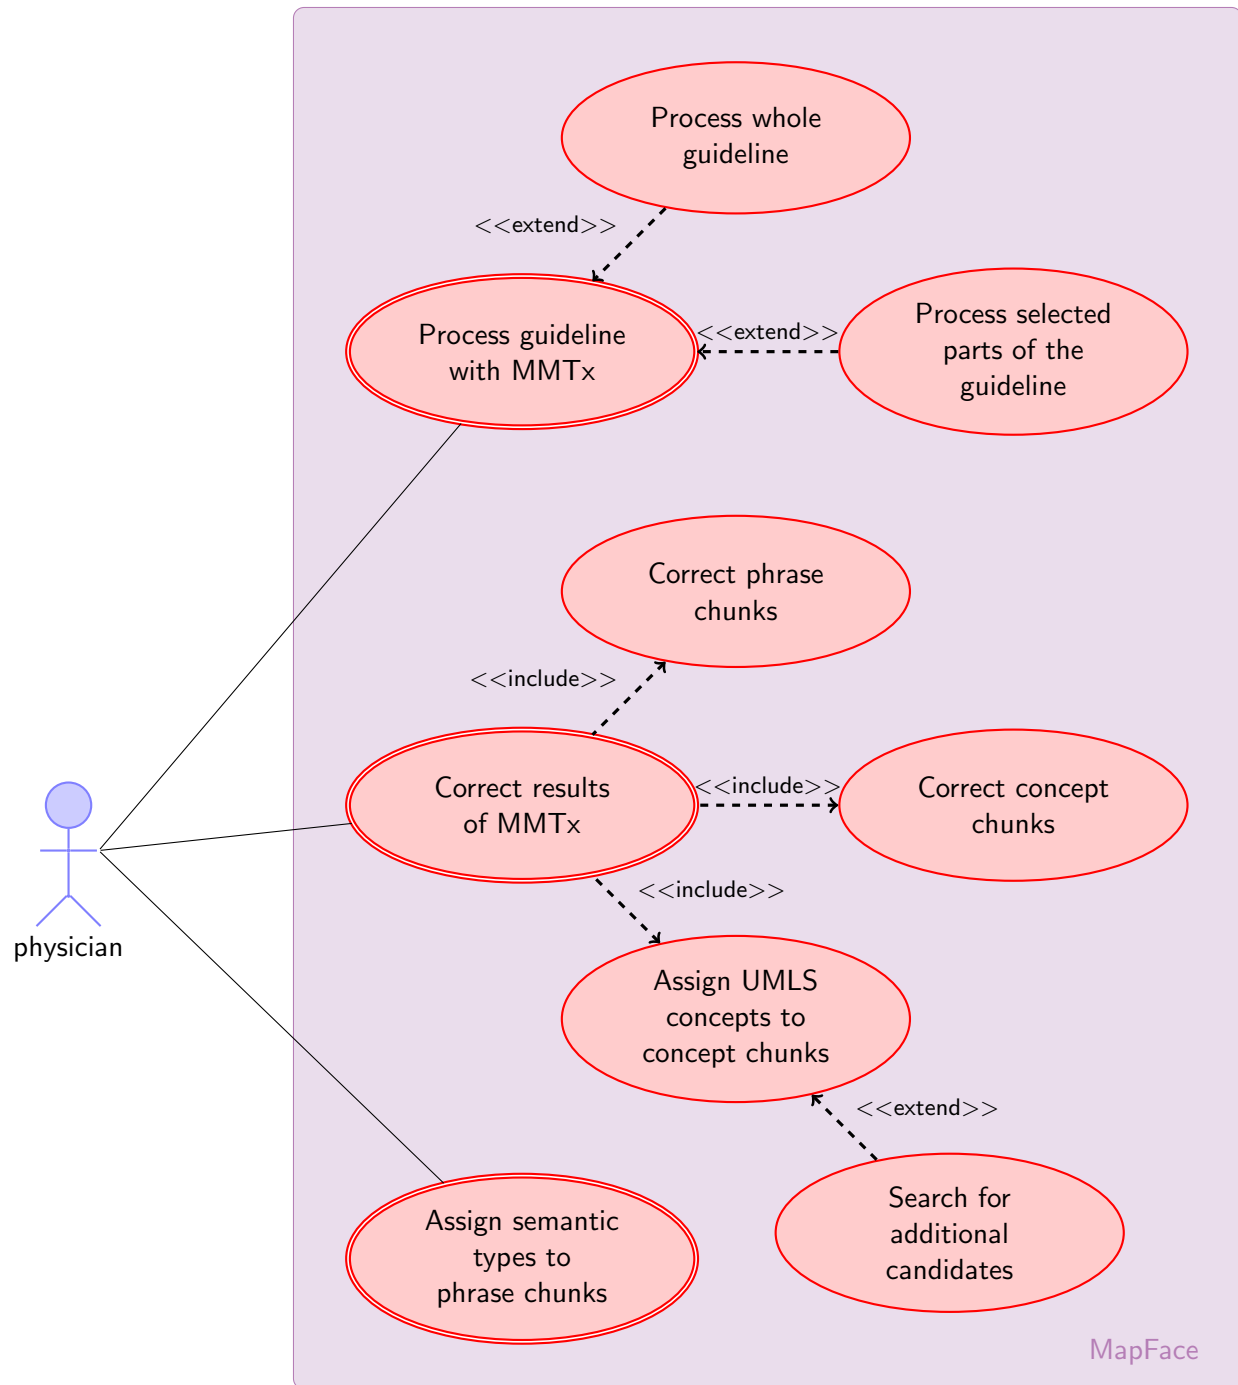 Process whole
guideline
<<extend>>
Process guideline
with MMTx
<<extend>>
Process selected
parts of the
guideline
Correct phrase
chunks
<<include>>
Correct results
of MMTx
<<include>>
Correct concept
chunks
<<include>>
physician
Assign UMLS
concepts to
concept chunks
<<extend>>
Search for
additional
candidates
Assign semantic
types to
phrase chunks
MapFace